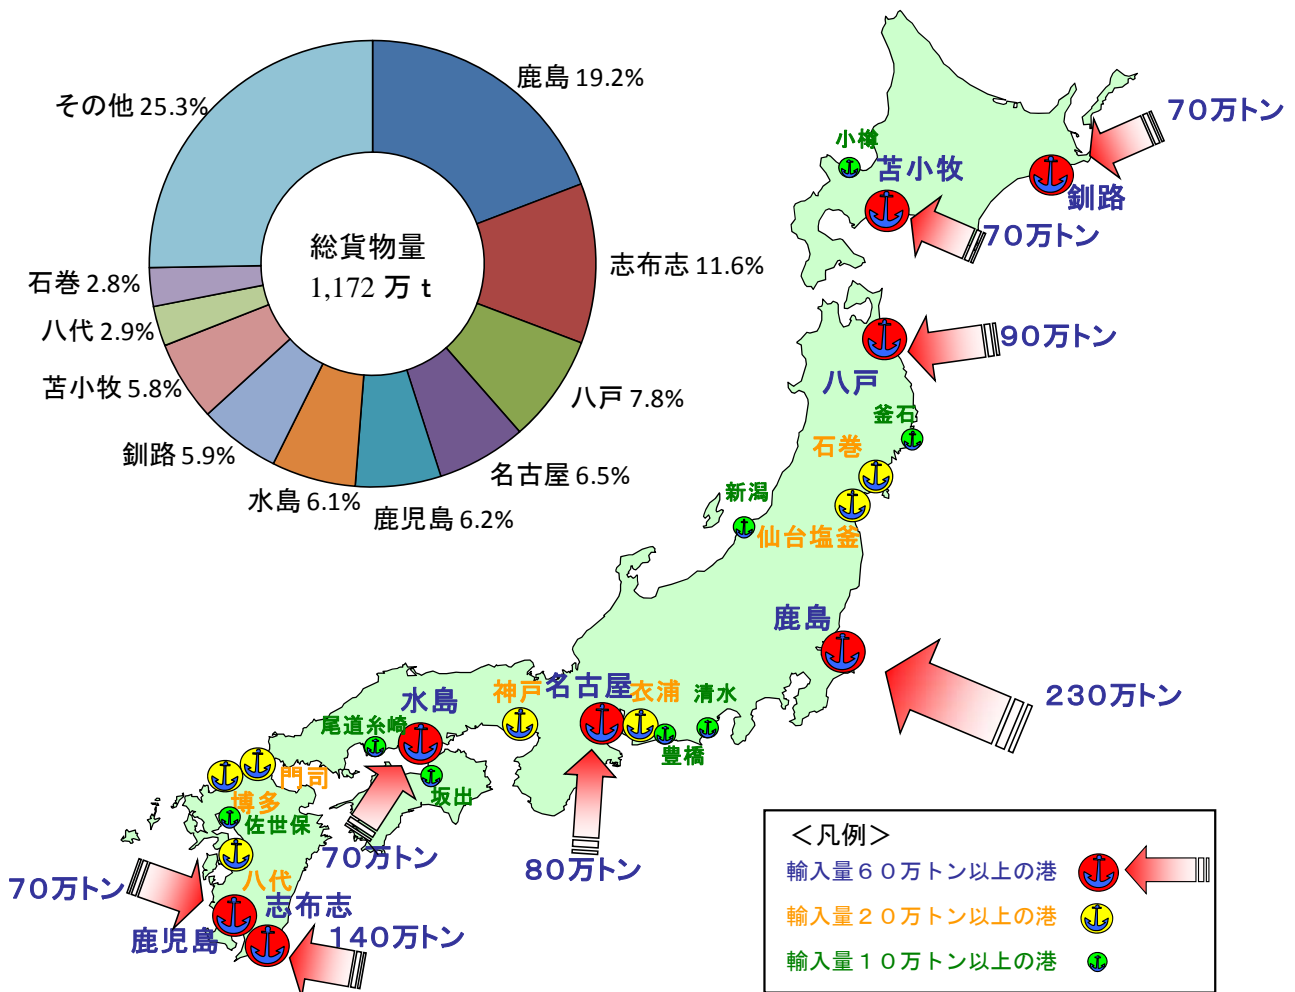 鹿島 19.2%
その他 25.3%
志布志 11.6%
総貨物量
1,172 万 t
石巻 2.8%
八代 2.9%
苫小牧 5.8%
八戸 7.8%
釧路 5.9%
名古屋 6.5%
水島 6.1%
鹿児島 6.2%
70万トン
小樽
苫小牧
釧路
70万トン
90万トン
八戸
釜石
石巻
新潟
仙台塩釜
鹿島
230万トン
水島
神戸
名古屋
衣浦
清水
尾道糸崎
豊橋
門司
博多
坂出
佐世保
70万トン
80万トン
70万トン
八代
志布志
鹿児島
140万トン
＜凡例＞
輸入量６０万トン以上の港
輸入量２０万トン以上の港
輸入量１０万トン以上の港